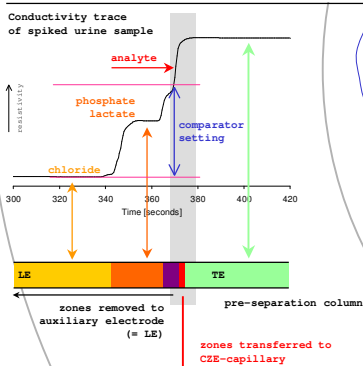 Conductivity trace
of spiked urine sample
analyte
resistivity
phosphate
lactate
comparator
setting
chloride
300 320 340 360 380 400 420
Time [seconds]
LE TE
zones removed to
auxiliary electrode
(= LE)
pre-separation column
zones transferred to
CZE-capillary